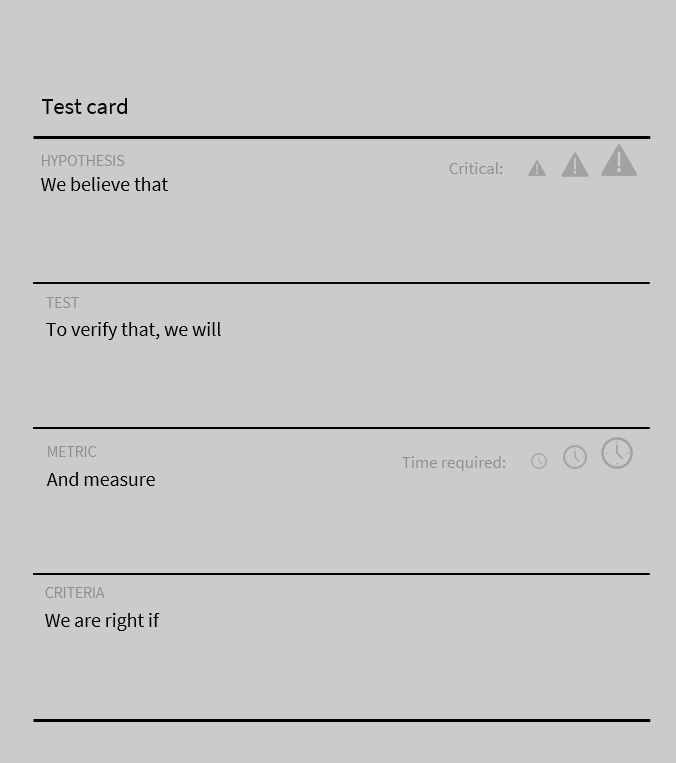 Test card
HYPOTHESIS
Critical:
We believe that
TEST
To verify that, we will
METRIC
Time required:
And measure
CRITERIA
We are right if